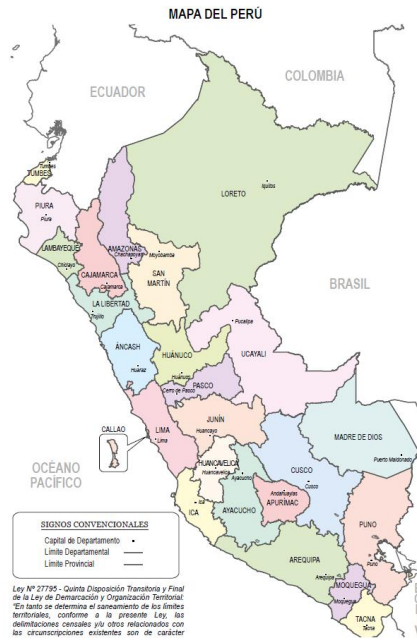 MAPA DEL PERÚ
COLOMBIA
ECUADOR
Tumbes
TUMBES
LORETO
Iquitos
PIURA
Piura
LAMBAYEQUE
AMAZONAS
Chachapoyas
Moyobamba
Chiclayo
CAJAMARCA
SAN
MARTÍN
Cajamarca
BRASIL
LA LIBERTAD
Trujillo
Pucallpa
ÁNCASH
HUÁNUCO
UCAYALI
Huaraz
Huánuco
PASCO
Cerro de Pasco
CALLAO
LIMA
Lima
JUNÍN
Huancayo
MADRE DE DIOS
Puerto Maldonado
HUANCAVELICA
Huancavelica
CUSCO
Cusco
OCÉANO
PACÍFICO
Ayacucho
Andahuaylas
APURÍMAC
Ica
ICA
AYACUCHO
PUNO
Puno
SIGNOS CONVENCIONALES
Capital de Departamento
Límite Departamental
Límite Provincial
AREQUIPA
Arequipa
MOQUEGUA
Moquegua
TACNA
Tacna
Ley Nº 27795 - Quinta Disposición Transitoria y Final
de la Ley de Demarcación y Organización Territorial:
"En tanto se determina el saneamiento de los límites
territoriales, conforme a la presente Ley, las
delimitaciones censales y/u otros relacionados con
las circunscripciones existentes son de carácter